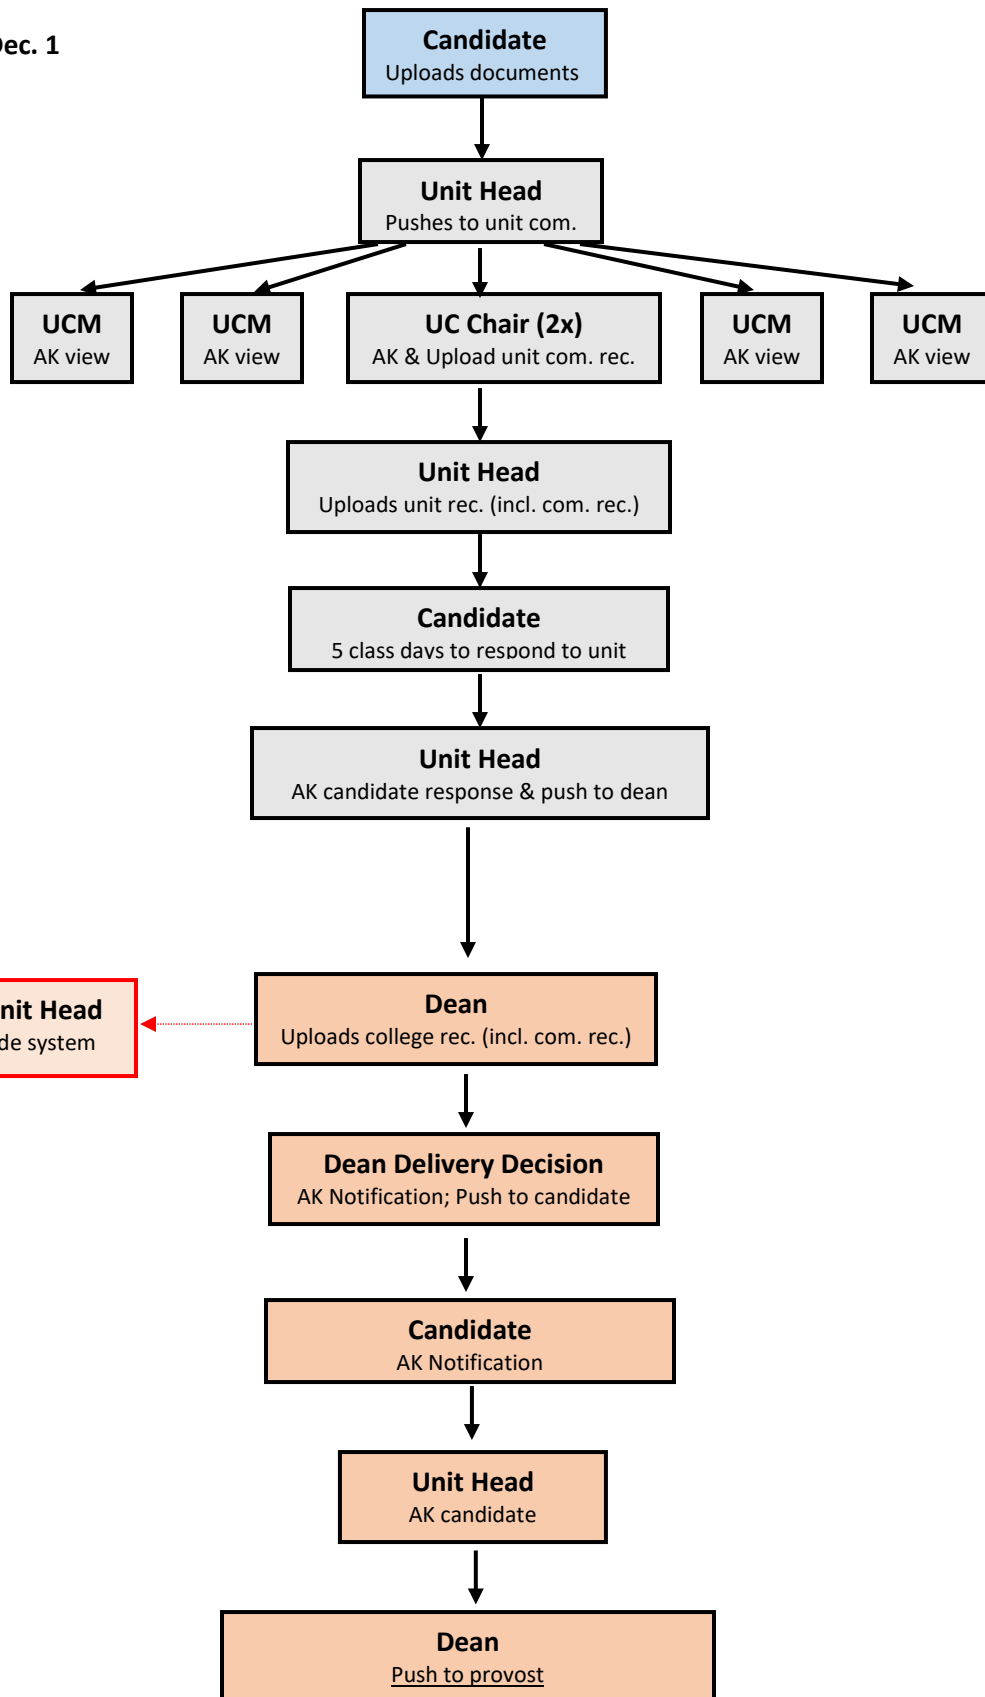 Dec. 1
Candidate
Uploads documents
Unit Head
Pushes to unit com.
UCM
AK view
UCM
AK view
UC Chair (2x)
AK & Upload unit com. rec.
UCM
AK view
UCM
AK view
Unit Head
Uploads unit rec. (incl. com. rec.)
Candidate
5 class days to respond to unit
Unit Head
AK candidate response & push to dean
Head
system
Dean
Uploads college rec. (incl. com. rec.)
Dean Delivery Decision
AK Notification; Push to candidate
Candidate
AK Notification
Unit Head
AK candidate
Dean
Push to provost